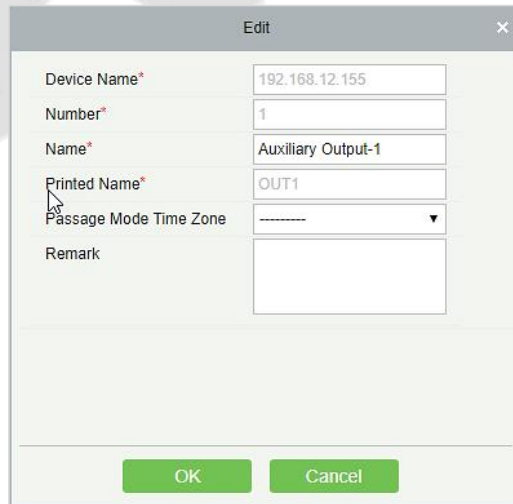 Edit ×
Device Name* 192.168.12.155
Number* 1
Name* Auxiliary Output-1
Printed Name* OUT1
Passage Mode Time Zone --------- ▼
Remark
OK Cancel